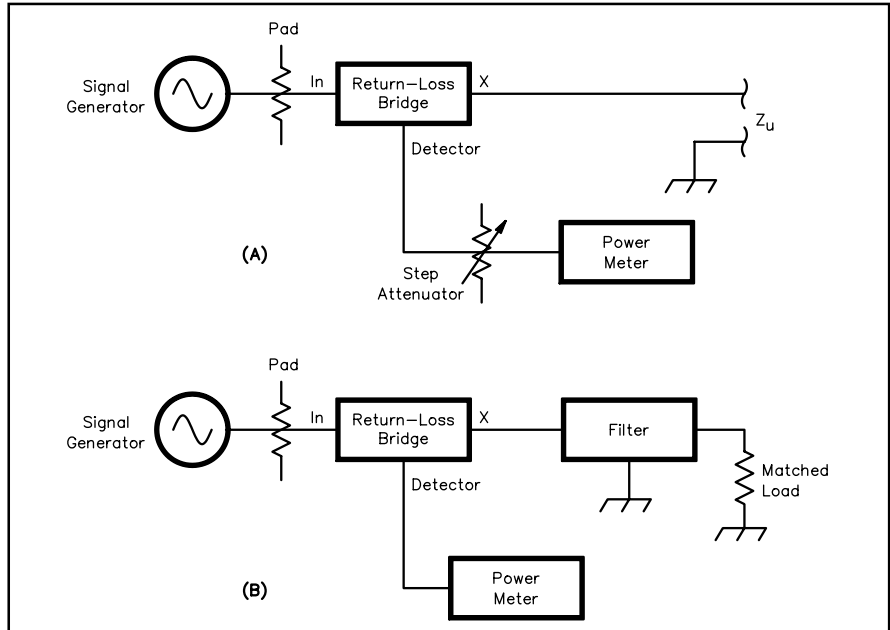 Pad
Signal
Generator
In
Return-Loss
Bridge
X
Zu
Detector
(A)
Step
Attenuator
Power
Meter
Pad
Signal
Generator
In
Return-Loss
Bridge
X
Filter
Matched
Load
Detector
(B)
Power
Meter